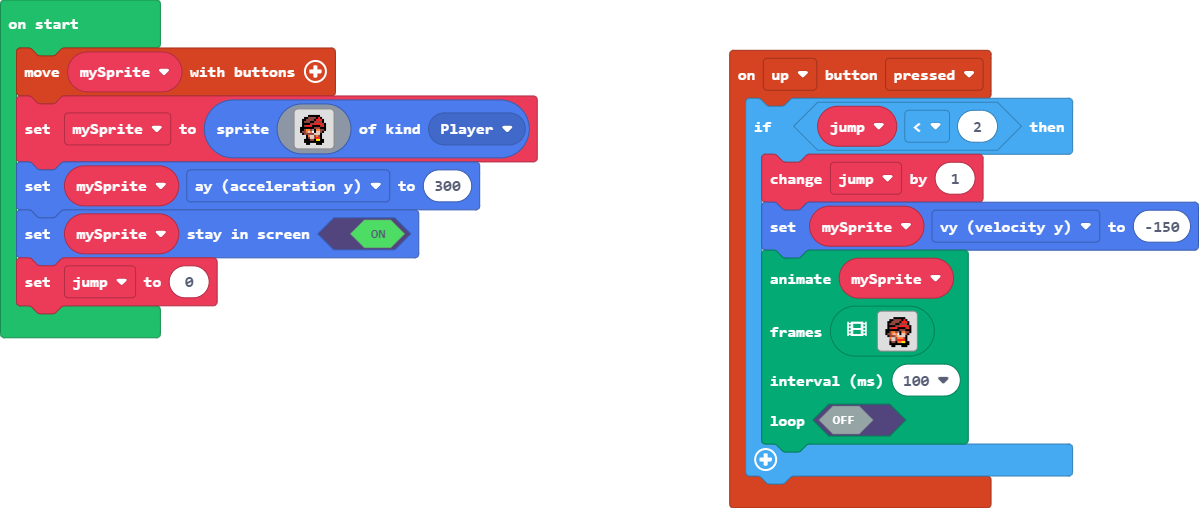 on start
move mySprite with buttons
set mySprite to sprite of kind Player
set mySprite ay (acceleration y) to 300
set mySprite stay in screen ON
set jump to 0
on up button pressed
if jump < 2 then
change jump by 1
set mySprite vy (velocity y) to -150
animate mySprite
frames
interval (ms) 100
loop OFF